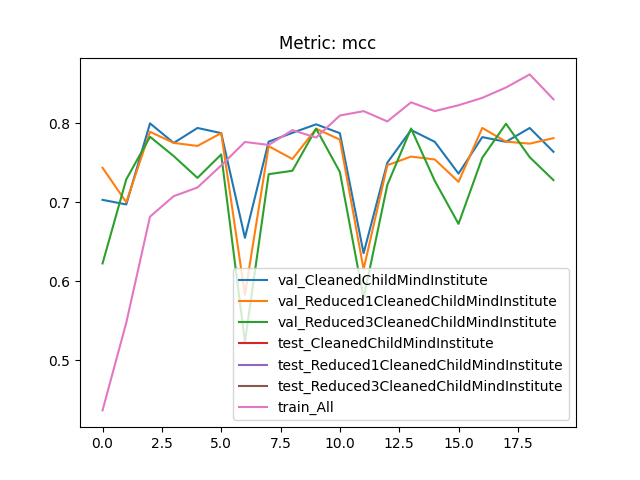 Metric: mcc
0.8
0.7
0.6
0.5
val_CleanedChildMindInstitute
val_Reduced1CleanedChildMindInstitute
val_Reduced3CleanedChildMindInstitute
test_CleanedChildMindInstitute
test_Reduced1CleanedChildMindInstitute
test_Reduced3CleanedChildMindInstitute
train_All
0.0 2.5 5.0 7.5 10.0 12.5 15.0 17.5